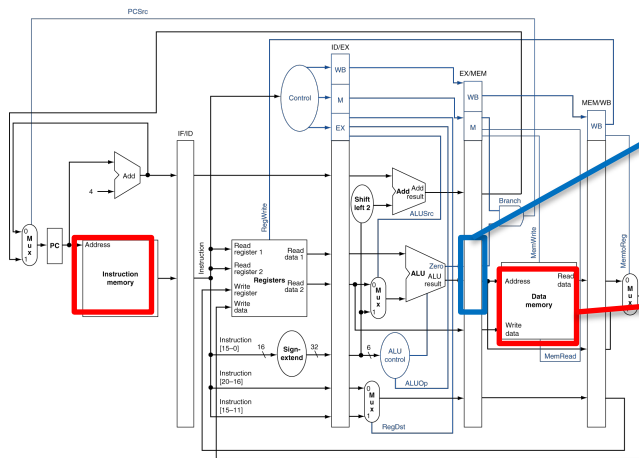 PCSrc
ID/EX
WB
EX/MEM
Control
M
WB
MEM/WB
EX
M
WB
IF/ID
Add
4
Add
Add
result
Shift
left 2
ALUSrc
Branch
RegWrite
MemWrite
MemtoReg
0
M
u
x
1
PC
Address
Instruction
memory
Instruction
Read
register 1
Read
data 1
Read
register 2
Registers
Write
register
Read
data 2
Write
data
Zero
ALU
ALU
result
0
M
u
x
1
Address
Read
data
Data
memory
Write
data
MemRead
0
M
u
x
Instruction
[15–0]
16
Sign-
extend
32
6
ALU
control
ALUOp
Instruction
[20–16]
Instruction
[15–11]
0
M
u
x
1
RegDst